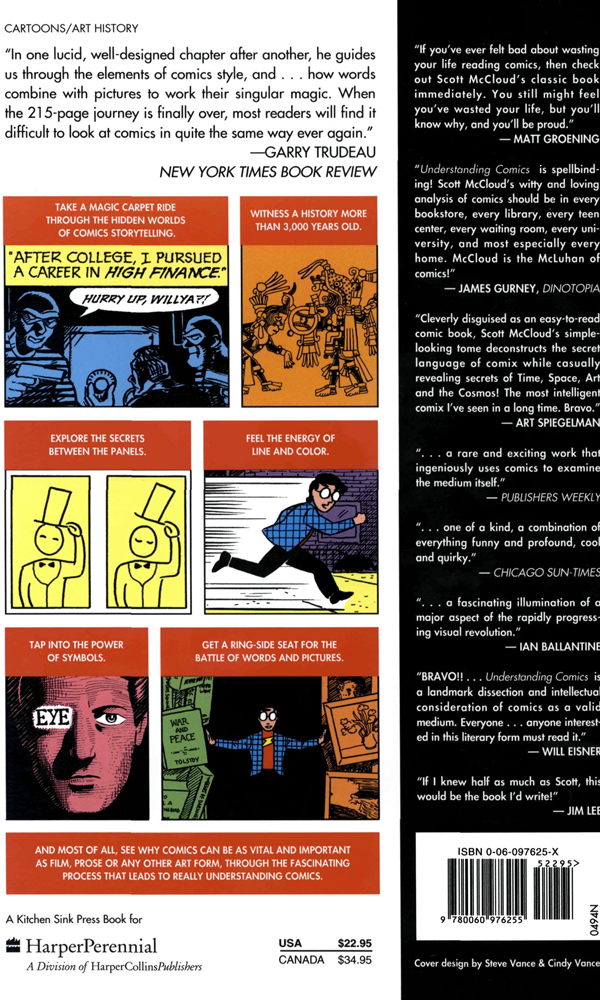 CARTOONS/ART HISTORY
“In one lucid, well-designed chapter after another, he guides
us through the elements of comics style, and . . . how words
combine with pictures to work their singular magic. When
the 215-page journey is finally over, most readers will find it
difficult to look at comics in quite the same way ever again.”
—GARRY TRUDEAU
NEW YORK TIMES BOOK REVIEW
TAKE A MAGIC CARPET RIDE
THROUGH THE HIDDEN WORLDS
OF COMICS STORYTELLING.
"AFTER COLLEGE, I PURSUED
A CAREER IN HIGH FINANCE."
HURRY UP, WILLYA?!
WITNESS A HISTORY MORE
THAN 3,000 YEARS OLD.
EXPLORE THE SECRETS
BETWEEN THE PANELS.
FEEL THE ENERGY OF
LINE AND COLOR.
TAP INTO THE POWER
OF SYMBOLS.
EYE
GET A RING-SIDE SEAT FOR THE
BATTLE OF WORDS AND PICTURES.
WAR
AND
PEACE
TOLSTOY
AND MOST OF ALL, SEE WHY COMICS CAN BE AS VITAL AND IMPORTANT
AS FILM, PROSE OR ANY OTHER ART FORM, THROUGH THE FASCINATING
PROCESS THAT LEADS TO REALLY UNDERSTANDING COMICS.
A Kitchen Sink Press Book for
HarperPerennial
A Division of HarperCollinsPublishers
USA $22.95
CANADA $34.95
“If you’ve ever felt bad about wasting
your life reading comics, then check
out Scott McCloud’s classic book
immediately. You still might feel
you’ve wasted your life, but you’ll
know why, and you’ll be proud.”
— MATT GROENING
“Understanding Comics is spellbind-
ing! Scott McCloud’s witty and loving
analysis of comics should be in every
bookstore, every library, every teen
center, every waiting room, every uni-
versity, and most especially every
home. McCloud is the McLuhan of
comics!”
— JAMES GURNEY, DINOTOPIA
“Cleverly disguised as an easy-to-read
comic book, Scott McCloud’s simple-
looking tome deconstructs the secret
language of comix while casually
revealing secrets of Time, Space, Art
and the Cosmos! The most intelligent
comix I’ve seen in a long time. Bravo.”
— ART SPIEGELMAN
“. . . a rare and exciting work that
ingeniously uses comics to examine
the medium itself.”
— PUBLISHERS WEEKLY
“. . . one of a kind, a combination of
everything funny and profound, cool
and quirky.”
— CHICAGO SUN-TIMES
“. . . a fascinating illumination of a
major aspect of the rapidly progress-
ing visual revolution.”
— IAN BALLANTINE
“BRAVO!! . . . Understanding Comics is
a landmark dissection and intellectual
consideration of comics as a valid
medium. Everyone . . . anyone interest-
ed in this literary form must read it.”
— WILL EISNER
“If I knew half as much as Scott, this
would be the book I’d write!”
— JIM LEE
ISBN 0-06-097625-X
52295>
9 780060 976255
0494N
Cover design by Steve Vance & Cindy Vance